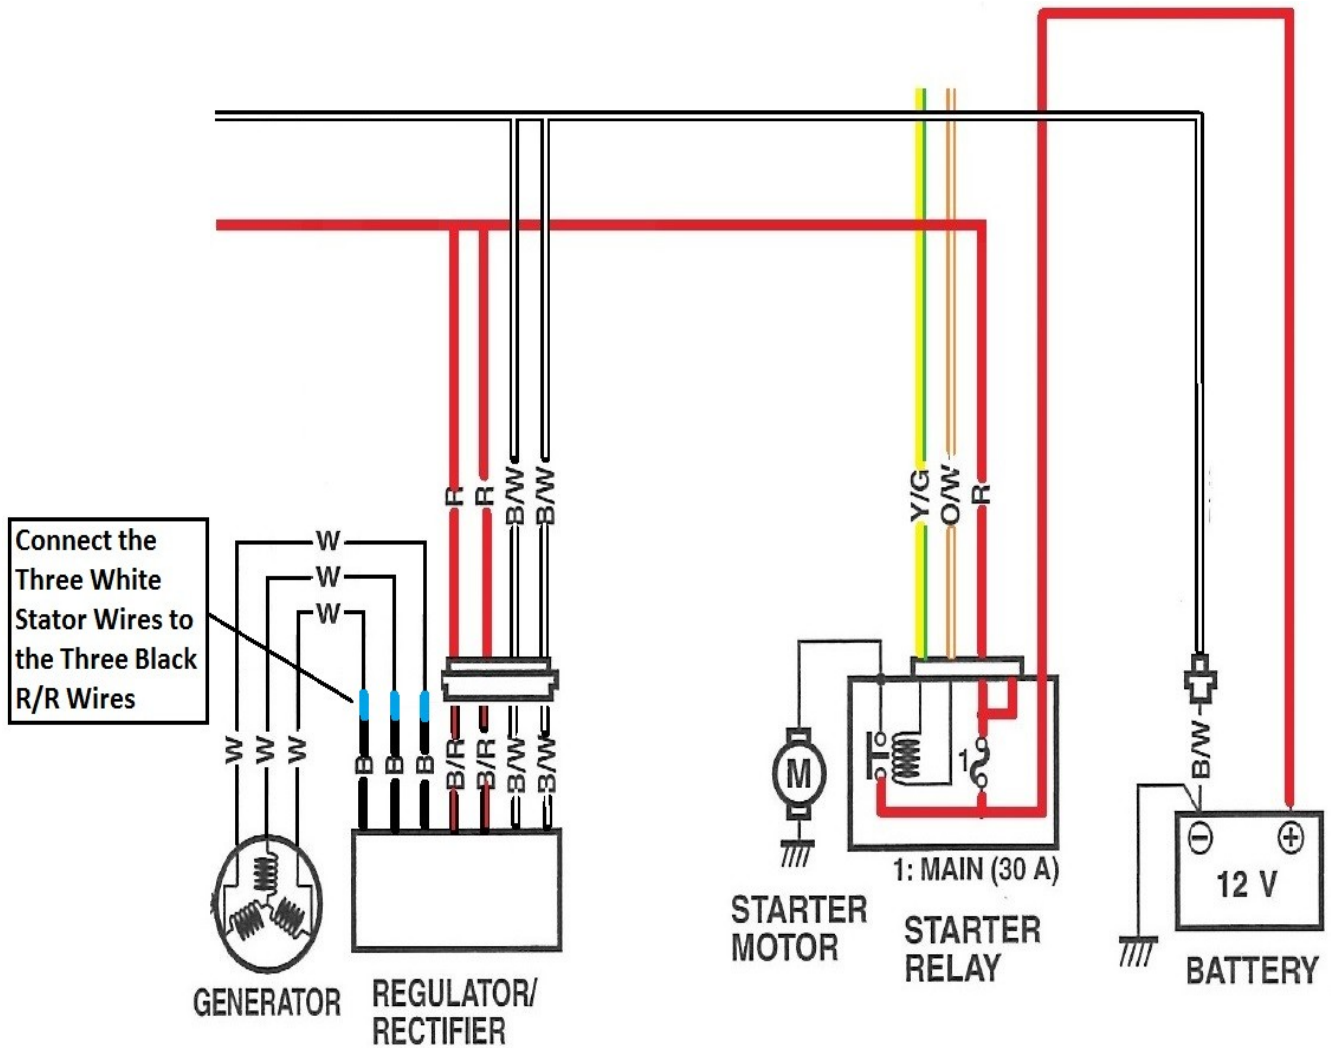 Connect the
Three White
Stator Wires to
the Three Black
R/R Wires
W
W
W
R
R
B/W
B/W
Y/G
O/W
R
W
W
W
B
B
B
B/R
B/R
B/W
B/W
M
1
B/W
1: MAIN (30 A)
12 V
STARTER
MOTOR
STARTER
RELAY
BATTERY
GENERATOR
REGULATOR/
RECTIFIER